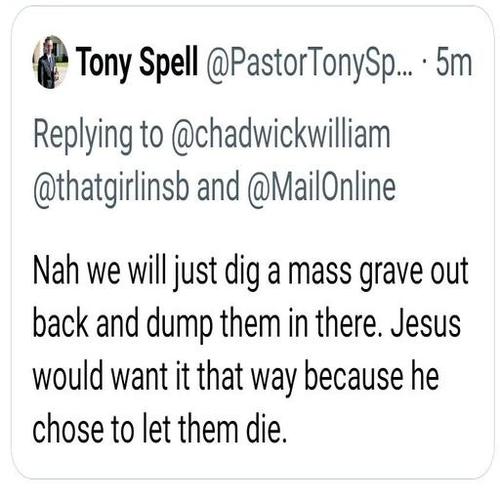 Tony Spell @PastorTonySp... · 5m
Replying to @chadwickwilliam
@thatgirlinsb and @MailOnline
Nah we will just dig a mass grave out
back and dump them in there. Jesus
would want it that way because he
chose to let them die.